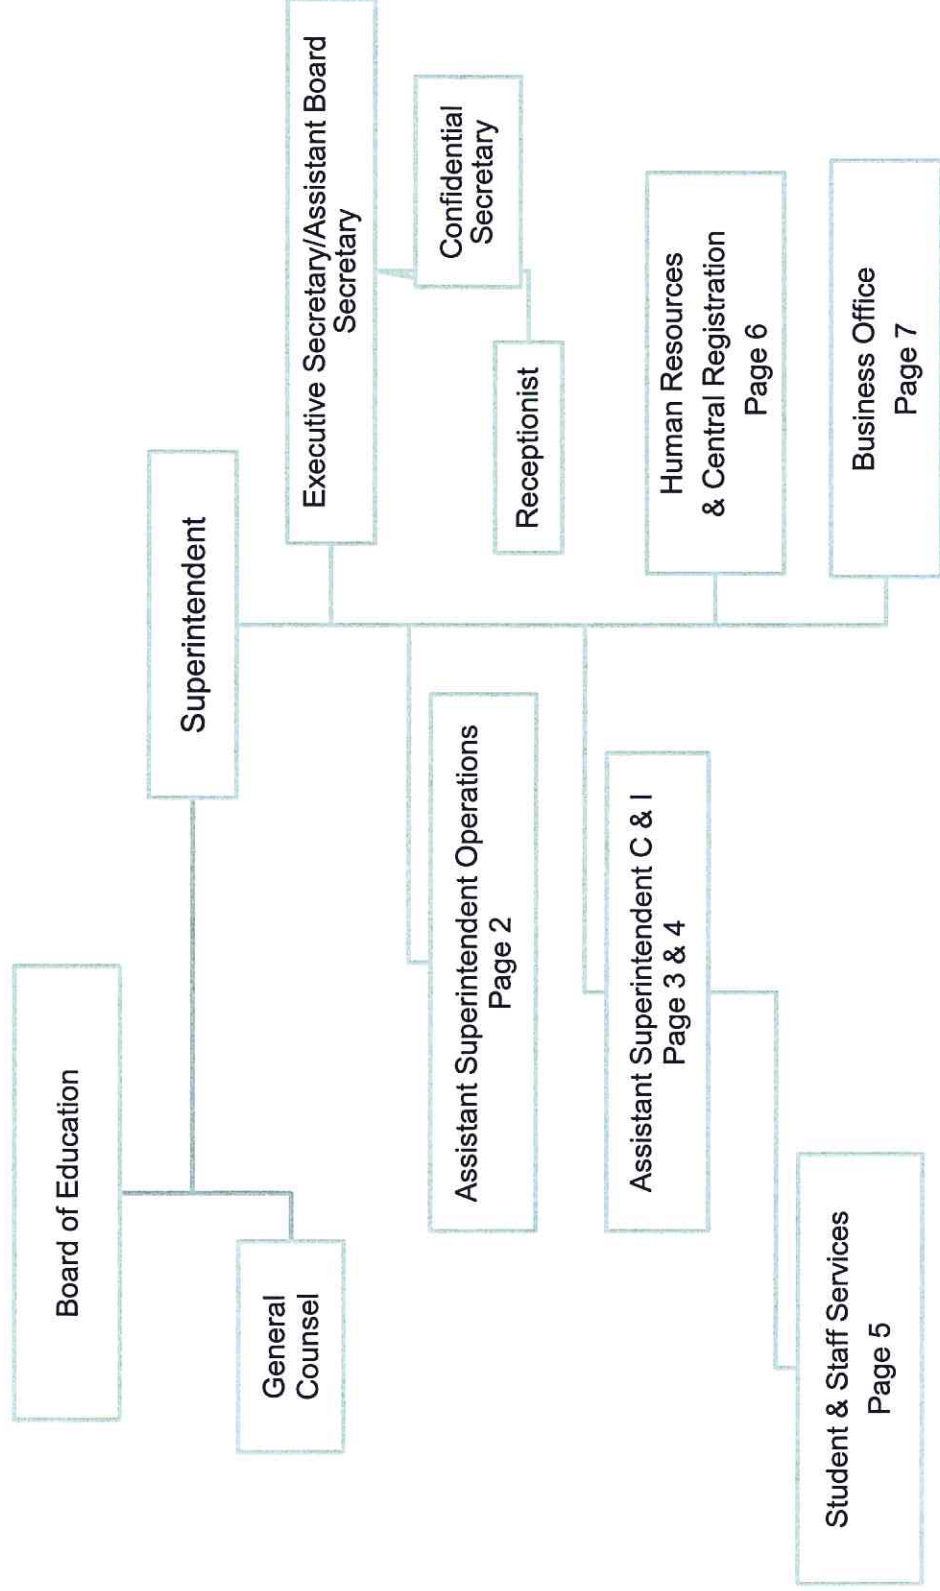 Board of Education
Superintendent
General
Counsel
Executive Secretary/Assistant Board
Secretary
Confidential
Secretary
Receptionist
Assistant Superintendent Operations
Page 2
Assistant Superintendent C & I
Page 3 & 4
Human Resources
& Central Registration
Page 6
Student & Staff Services
Page 5
Business Office
Page 7